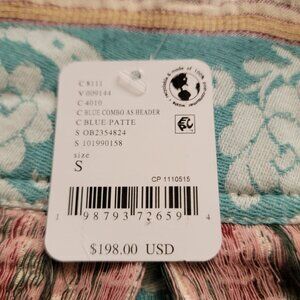 C 8111
V 009144
C 4010
C BLUE COMBO AS HEADER
C BLUE PATTE
S OB2354824
S 101990158
size
S
CP 1110515
1 98793 72659 4
$198.00 USD